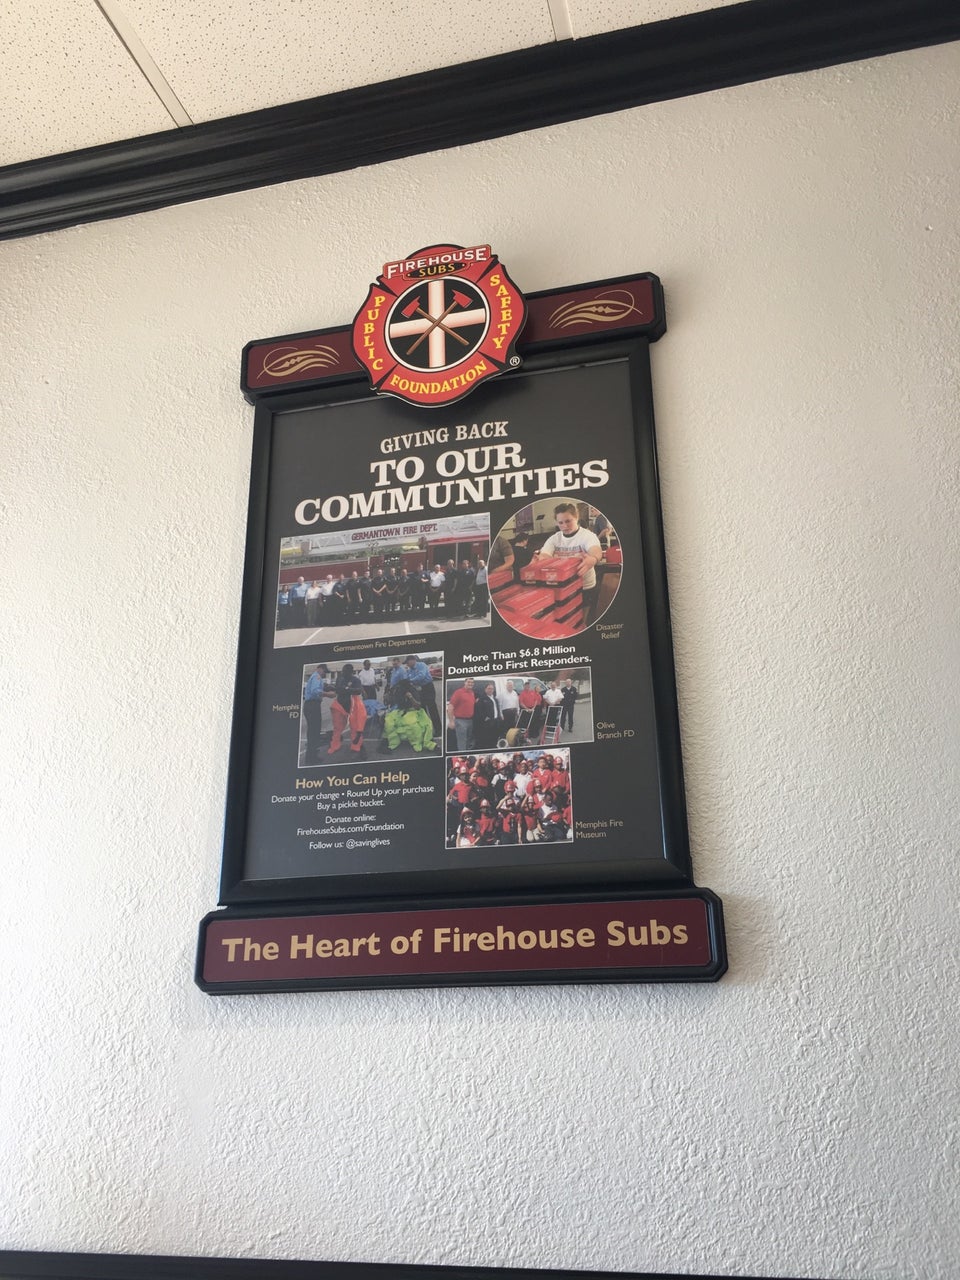 FIREHOUSE
SUBS
PUBLIC
SAFETY
FOUNDATION
®
GIVING BACK
TO OUR
COMMUNITIES
GERMANTOWN FIRE DEPT.
Germantown Fire Department
Disaster
Relief
More Than $6.8 Million
Donated to First Responders.
Memphis
FD
Olive
Branch FD
How You Can Help
Donate your change • Round Up your purchase
Buy a pickle bucket.
Donate online:
FirehouseSubs.com/Foundation
Follow us: @savinglives
Memphis Fire
Museum
The Heart of Firehouse Subs